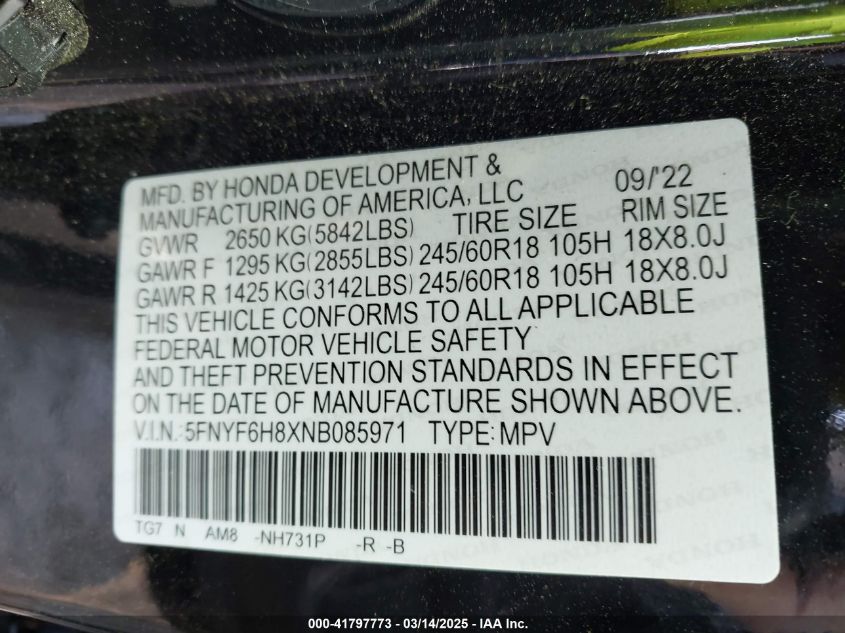 MFD. BY HONDA DEVELOPMENT & MANUFACTURING OF AMERICA, LLC 09/'22
GVWR 2650 KG(5842LBS) TIRE SIZE RIM SIZE
GAWR F 1295 KG(2855LBS) 245/60R18 105H 18X8.0J
GAWR R 1425 KG(3142LBS) 245/60R18 105H 18X8.0J
THIS VEHICLE CONFORMS TO ALL APPLICABLE
FEDERAL MOTOR VEHICLE SAFETY
AND THEFT PREVENTION STANDARDS IN EFFECT
ON THE DATE OF MANUFACTURE SHOWN ABOVE.
V.I.N.:5FNYF6H8XNB085971 TYPE:MPV
TG7 N AM8 -NH731P -R -B
000-41797773 - 03/14/2025 - IAA Inc.